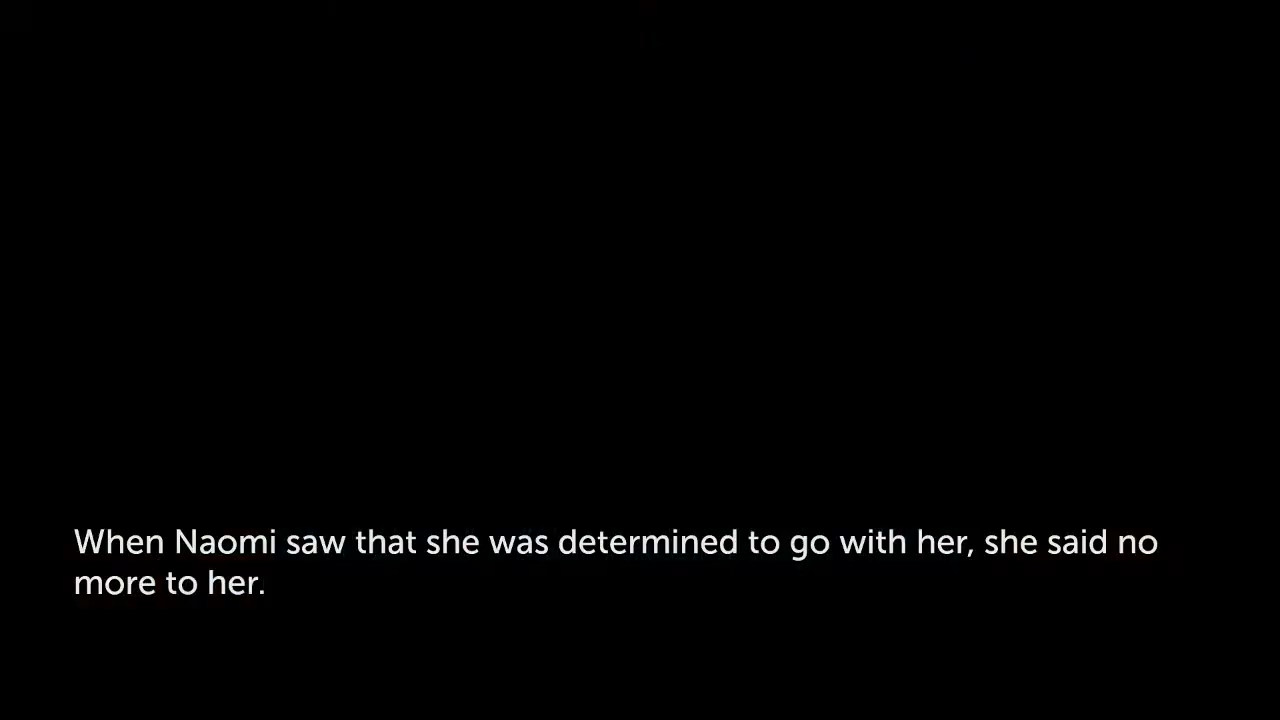 When Naomi saw that she was determined to go with her, she said no
more to her.